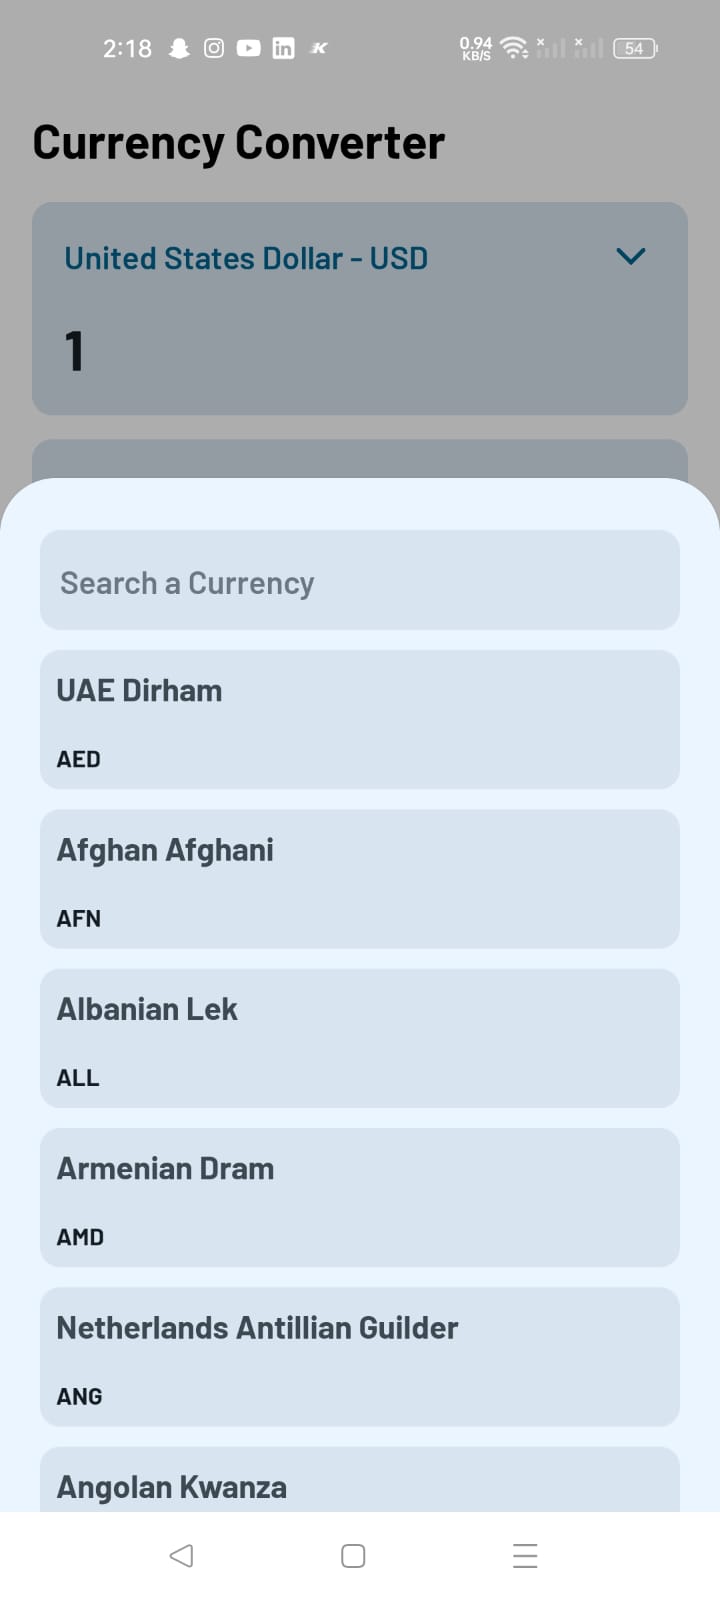 2:18
0.94
KB/S
54
Currency Converter
United States Dollar - USD
1
Search a Currency
UAE Dirham
AED
Afghan Afghani
AFN
Albanian Lek
ALL
Armenian Dram
AMD
Netherlands Antillian Guilder
ANG
Angolan Kwanza